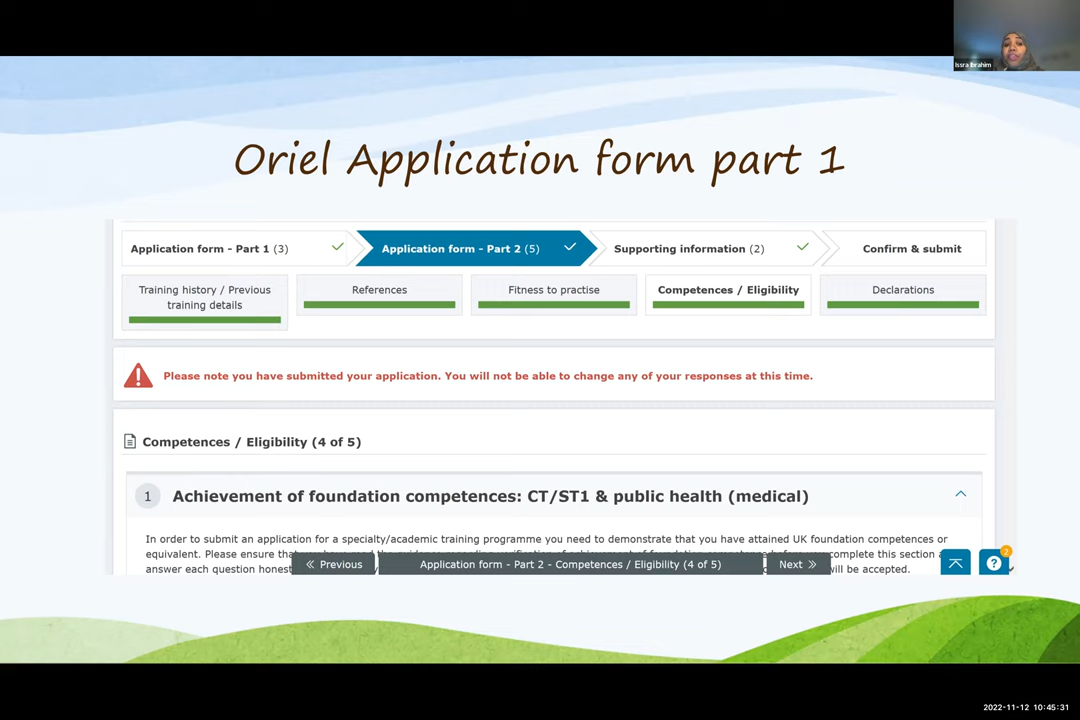 Issra Ibrahim
Oriel Application form part 1
Application form - Part 1 (3)
Application form - Part 2 (5)
Supporting information (2)
Confirm & submit
Training history / Previous
training details
References
Fitness to practise
Competences / Eligibility
Declarations
Please note you have submitted your application. You will not be able to change any of your responses at this time.
Competences / Eligibility (4 of 5)
1 Achievement of foundation competences: CT/ST1 & public health (medical)
In order to submit an application for a specialty/academic training programme you need to demonstrate that you have attained UK foundation competences or
equivalent. Please ensure that complete this section
answer each question will be accepted.
Previous
Application form - Part 2 - Competences / Eligibility (4 of 5)
Next
?
2
2022-11-12 10:45:31